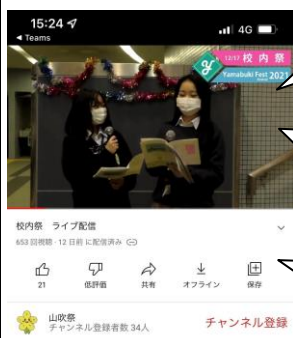 15:24
4G
◀ Teams
12/17 校内祭
Yamabuki Fest 2021
校内祭 ライブ配信
653 回視聴・12 日前 に配信済み
21
低評価
共有
オフライン
保存
山吹祭
チャンネル登録者数 34人
チャンネル登録